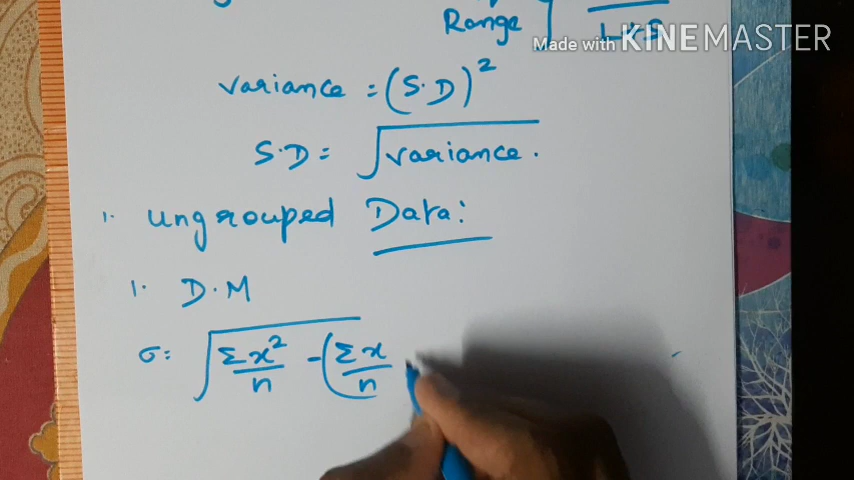 Range
L+S
Made with KINEMASTER
Variance = (S.D)²
S.D = √variance.
1. ungrouped Data:
1. D.M
σ = √Σx²/n - (Σx/n